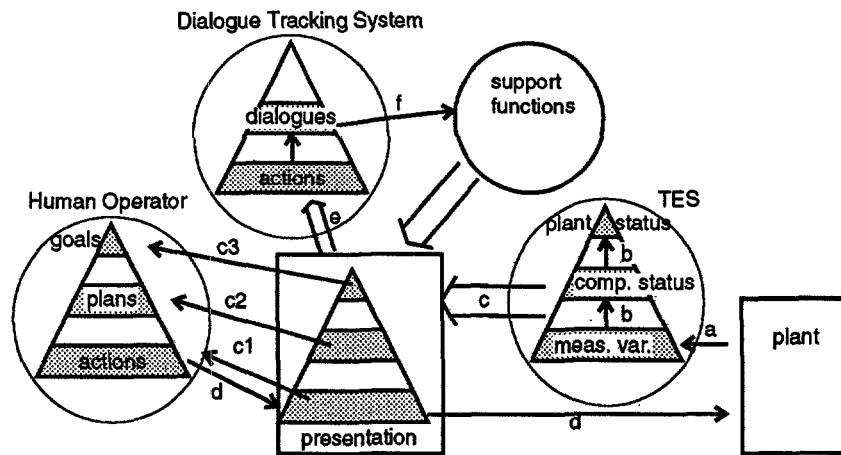 Dialogue Tracking System
support
functions
dialogues
f
actions
Human Operator
TES
e
goals
c3
plant status
b
plans
c2
c
comp. status
b
c1
a
plant
actions
meas. var.
d
d
presentation